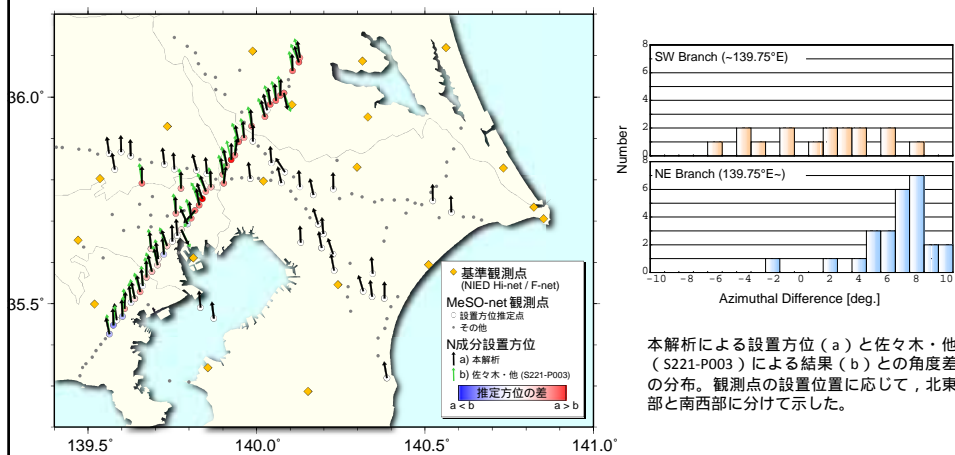 36.0°
35.5°
139.5°
140.0°
140.5°
141.0°
基準観測点
(NIED Hi-net / F-net)
MeSO-net 観測点
設置方位推定点
その他
N成分設置方位
a) 本解析
b) 佐々木・他 (S221-P003)
推定方位の差
a < b
a > b
Number
8
SW Branch (~139.75°E)
6
4
2
0
8
NE Branch (139.75°E~)
6
4
2
0
−10 −8 −6 −4 −2 0 2 4 6 8 10
Azimuthal Difference [deg.]
本解析による設置方位（a）と佐々木・他
（S221-P003）による結果（b）との角度差
の分布。観測点の設置位置に応じて，北東
部と南西部に分けて示した。